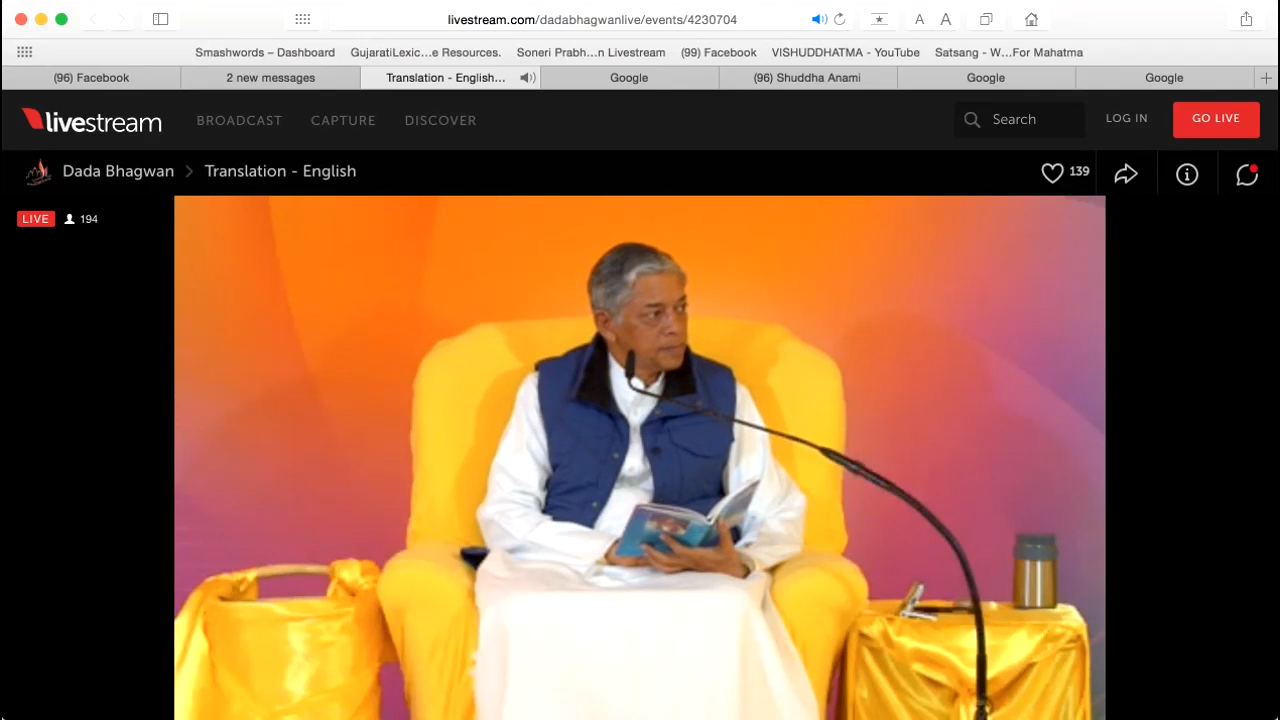 livestream.com/dadabhagwanlive/events/4230704
A A
Smashwords – Dashboard GujaratiLexic...e Resources. Soneri Prabh...n Livestream (99) Facebook VISHUDDHATMA - YouTube Satsang - W...For Mahatma
(96) Facebook 2 new messages Translation - English... Google (96) Shuddha Anami Google Google
livestream BROADCAST CAPTURE DISCOVER Search LOG IN GO LIVE
Dada Bhagwan Translation - English 139
LIVE 194